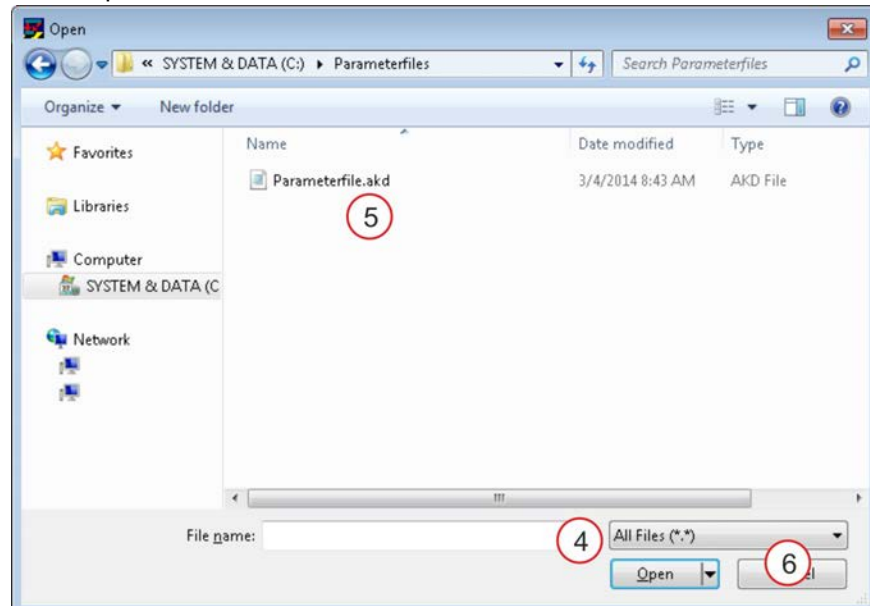 Open
« SYSTEM & DATA (C:) ▸ Parameterfiles
Search Parameterfiles
Organize ▾ New folder
Name Date modified Type
Favorites
Parameterfile.akd 3/4/2014 8:43 AM AKD File
5
Libraries
Computer
SYSTEM & DATA (C
Network
File name:
4
All Files (*.*)
Open
6